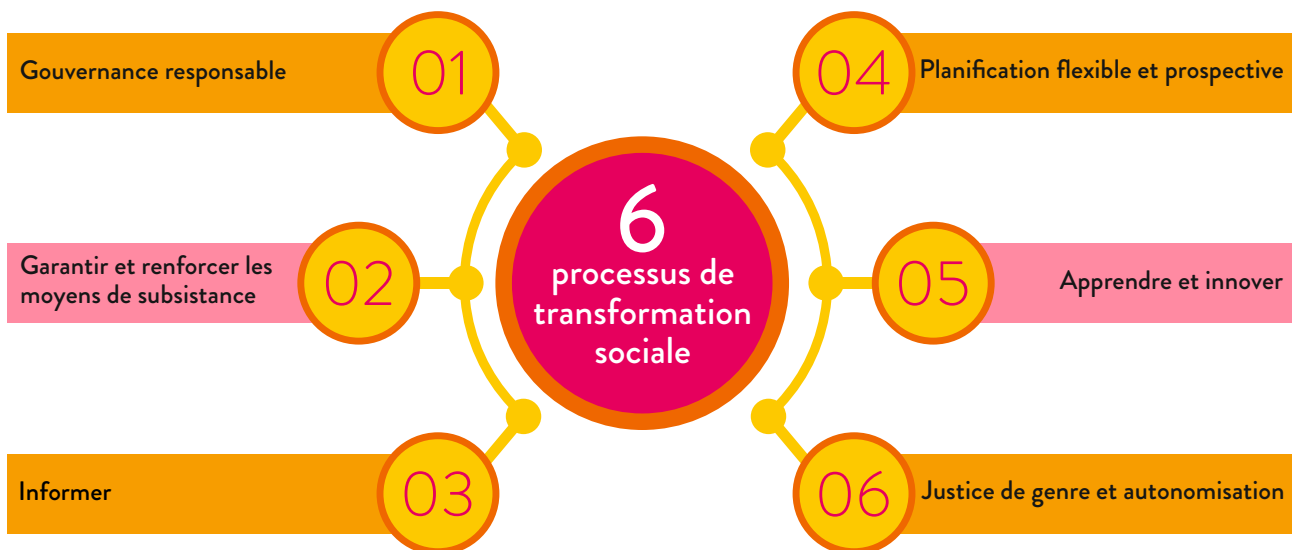 01
Gouvernance responsable
Garantir et renforcer les
moyens de subsistance
02
Informer
03
6
processus de
transformation
sociale
04
Planification flexible et prospective
05
Apprendre et innover
06
Justice de genre et autonomisation